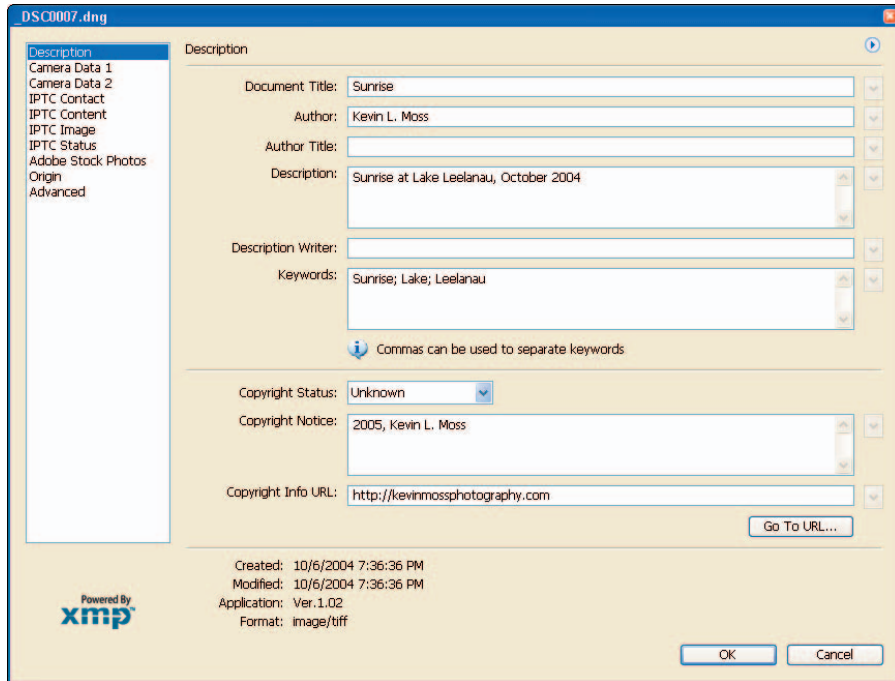 _DSC0007.dng
Description
Camera Data 1
Camera Data 2
IPTC Contact
IPTC Content
IPTC Image
IPTC Status
Adobe Stock Photos
Origin
Advanced
Description
Document Title: Sunrise
Author: Kevin L. Moss
Author Title:
Description: Sunrise at Lake Leelanau, October 2004
Description Writer:
Keywords: Sunrise; Lake; Leelanau
Commas can be used to separate keywords
Copyright Status: Unknown
Copyright Notice: 2005, Kevin L. Moss
Copyright Info URL: http://kevinmossphotography.com
Go To URL...
Created: 10/6/2004 7:36:36 PM
Modified: 10/6/2004 7:36:36 PM
Application: Ver.1.02
Format: image/tiff
Powered By
xmp™
OK Cancel